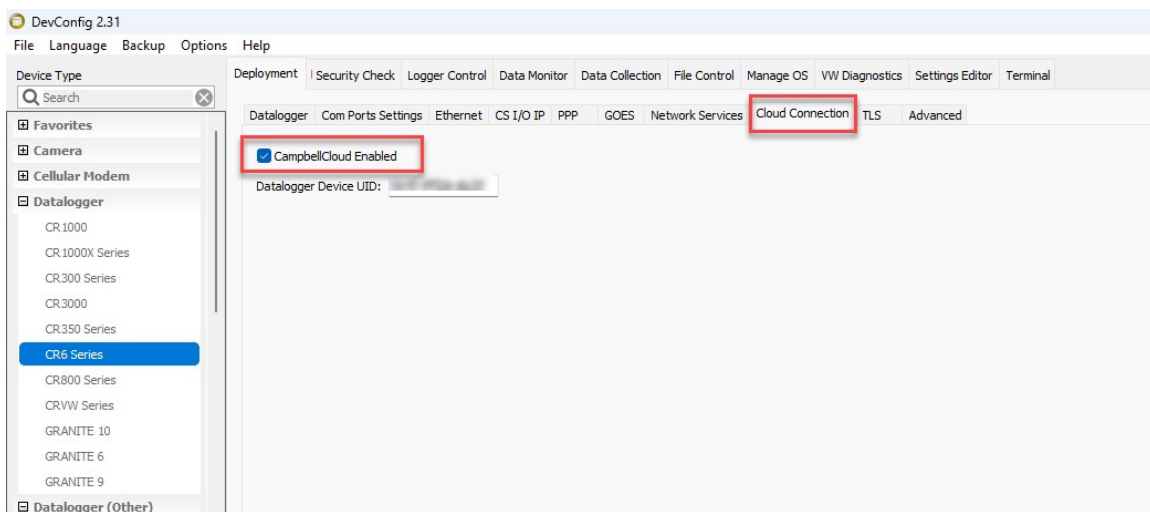 DevConfig 2.31
File Language Backup Options Help
Device Type
Search
Favorites
Camera
Cellular Modem
Datalogger
CR1000
CR1000X Series
CR300 Series
CR3000
CR350 Series
CR6 Series
CR800 Series
CRVW Series
GRANITE 10
GRANITE 6
GRANITE 9
Datalogger (Other)
Deployment Security Check Logger Control Data Monitor Data Collection File Control Manage OS VW Diagnostics Settings Editor Terminal
Datalogger Com Ports Settings Ethernet CS I/O IP PPP GOES Network Services Cloud Connection TLS Advanced
CampbellCloud Enabled
Datalogger Device UID: